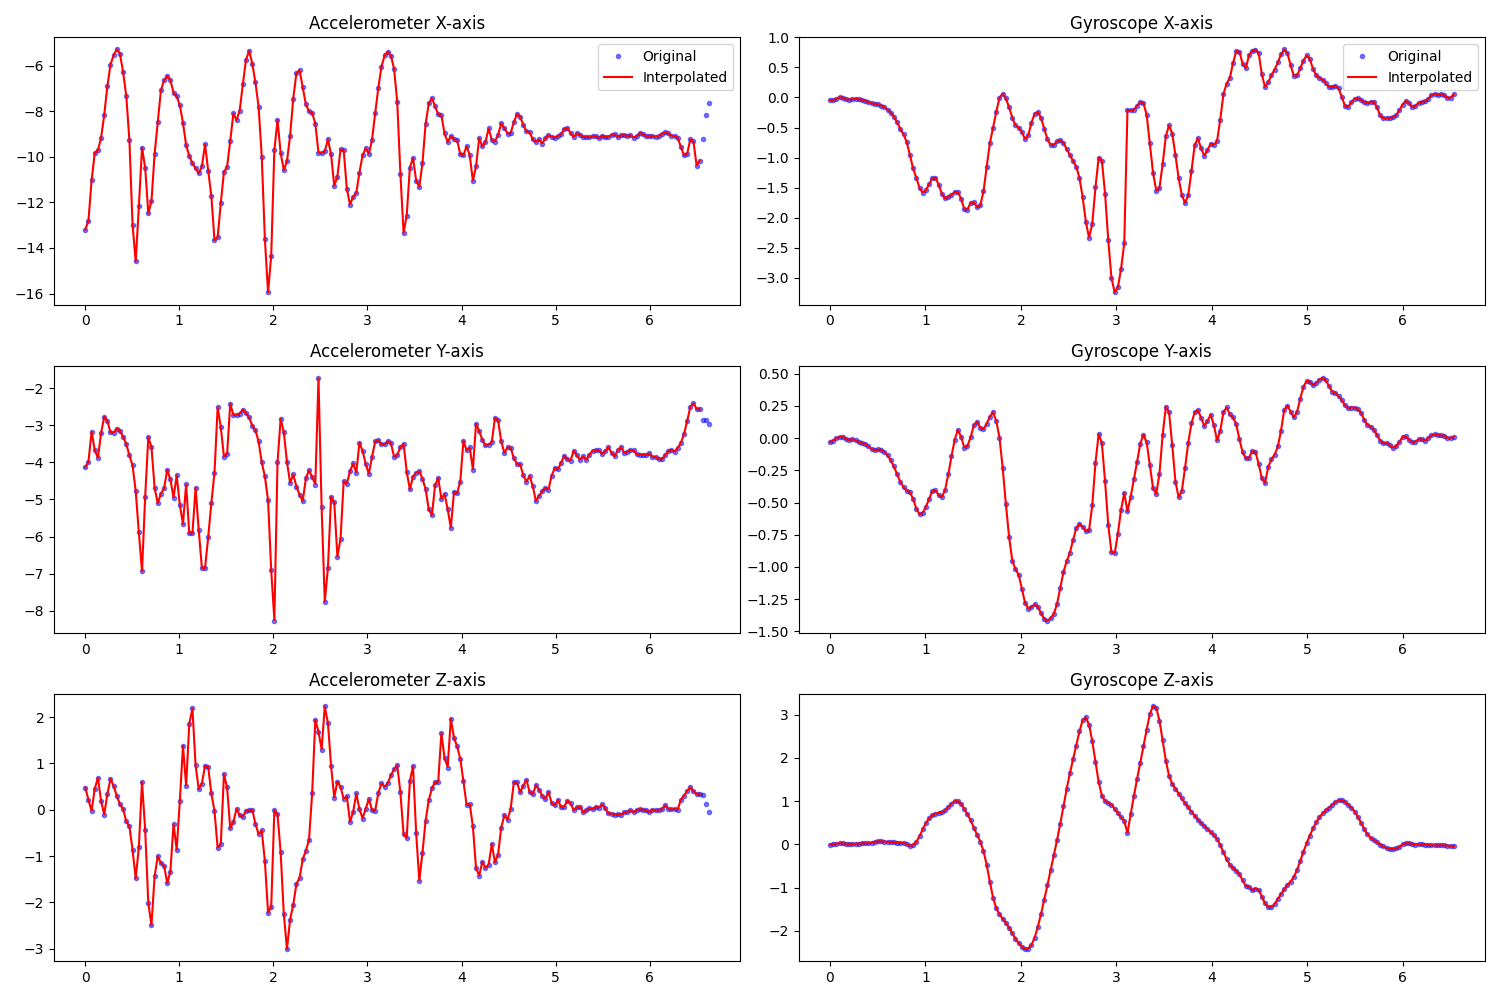 Accelerometer X-axis
Original
Interpolated
−6
−8
−10
−12
−14
−16
0 1 2 3 4 5 6
Gyroscope X-axis
Original
Interpolated
1.0
0.5
0.0
−0.5
−1.0
−1.5
−2.0
−2.5
−3.0
0 1 2 3 4 5 6
Accelerometer Y-axis
−2
−3
−4
−5
−6
−7
−8
0 1 2 3 4 5 6
Gyroscope Y-axis
0.50
0.25
0.00
−0.25
−0.50
−0.75
−1.00
−1.25
−1.50
0 1 2 3 4 5 6
Accelerometer Z-axis
2
1
0
−1
−2
−3
0 1 2 3 4 5 6
Gyroscope Z-axis
3
2
1
0
−1
−2
0 1 2 3 4 5 6